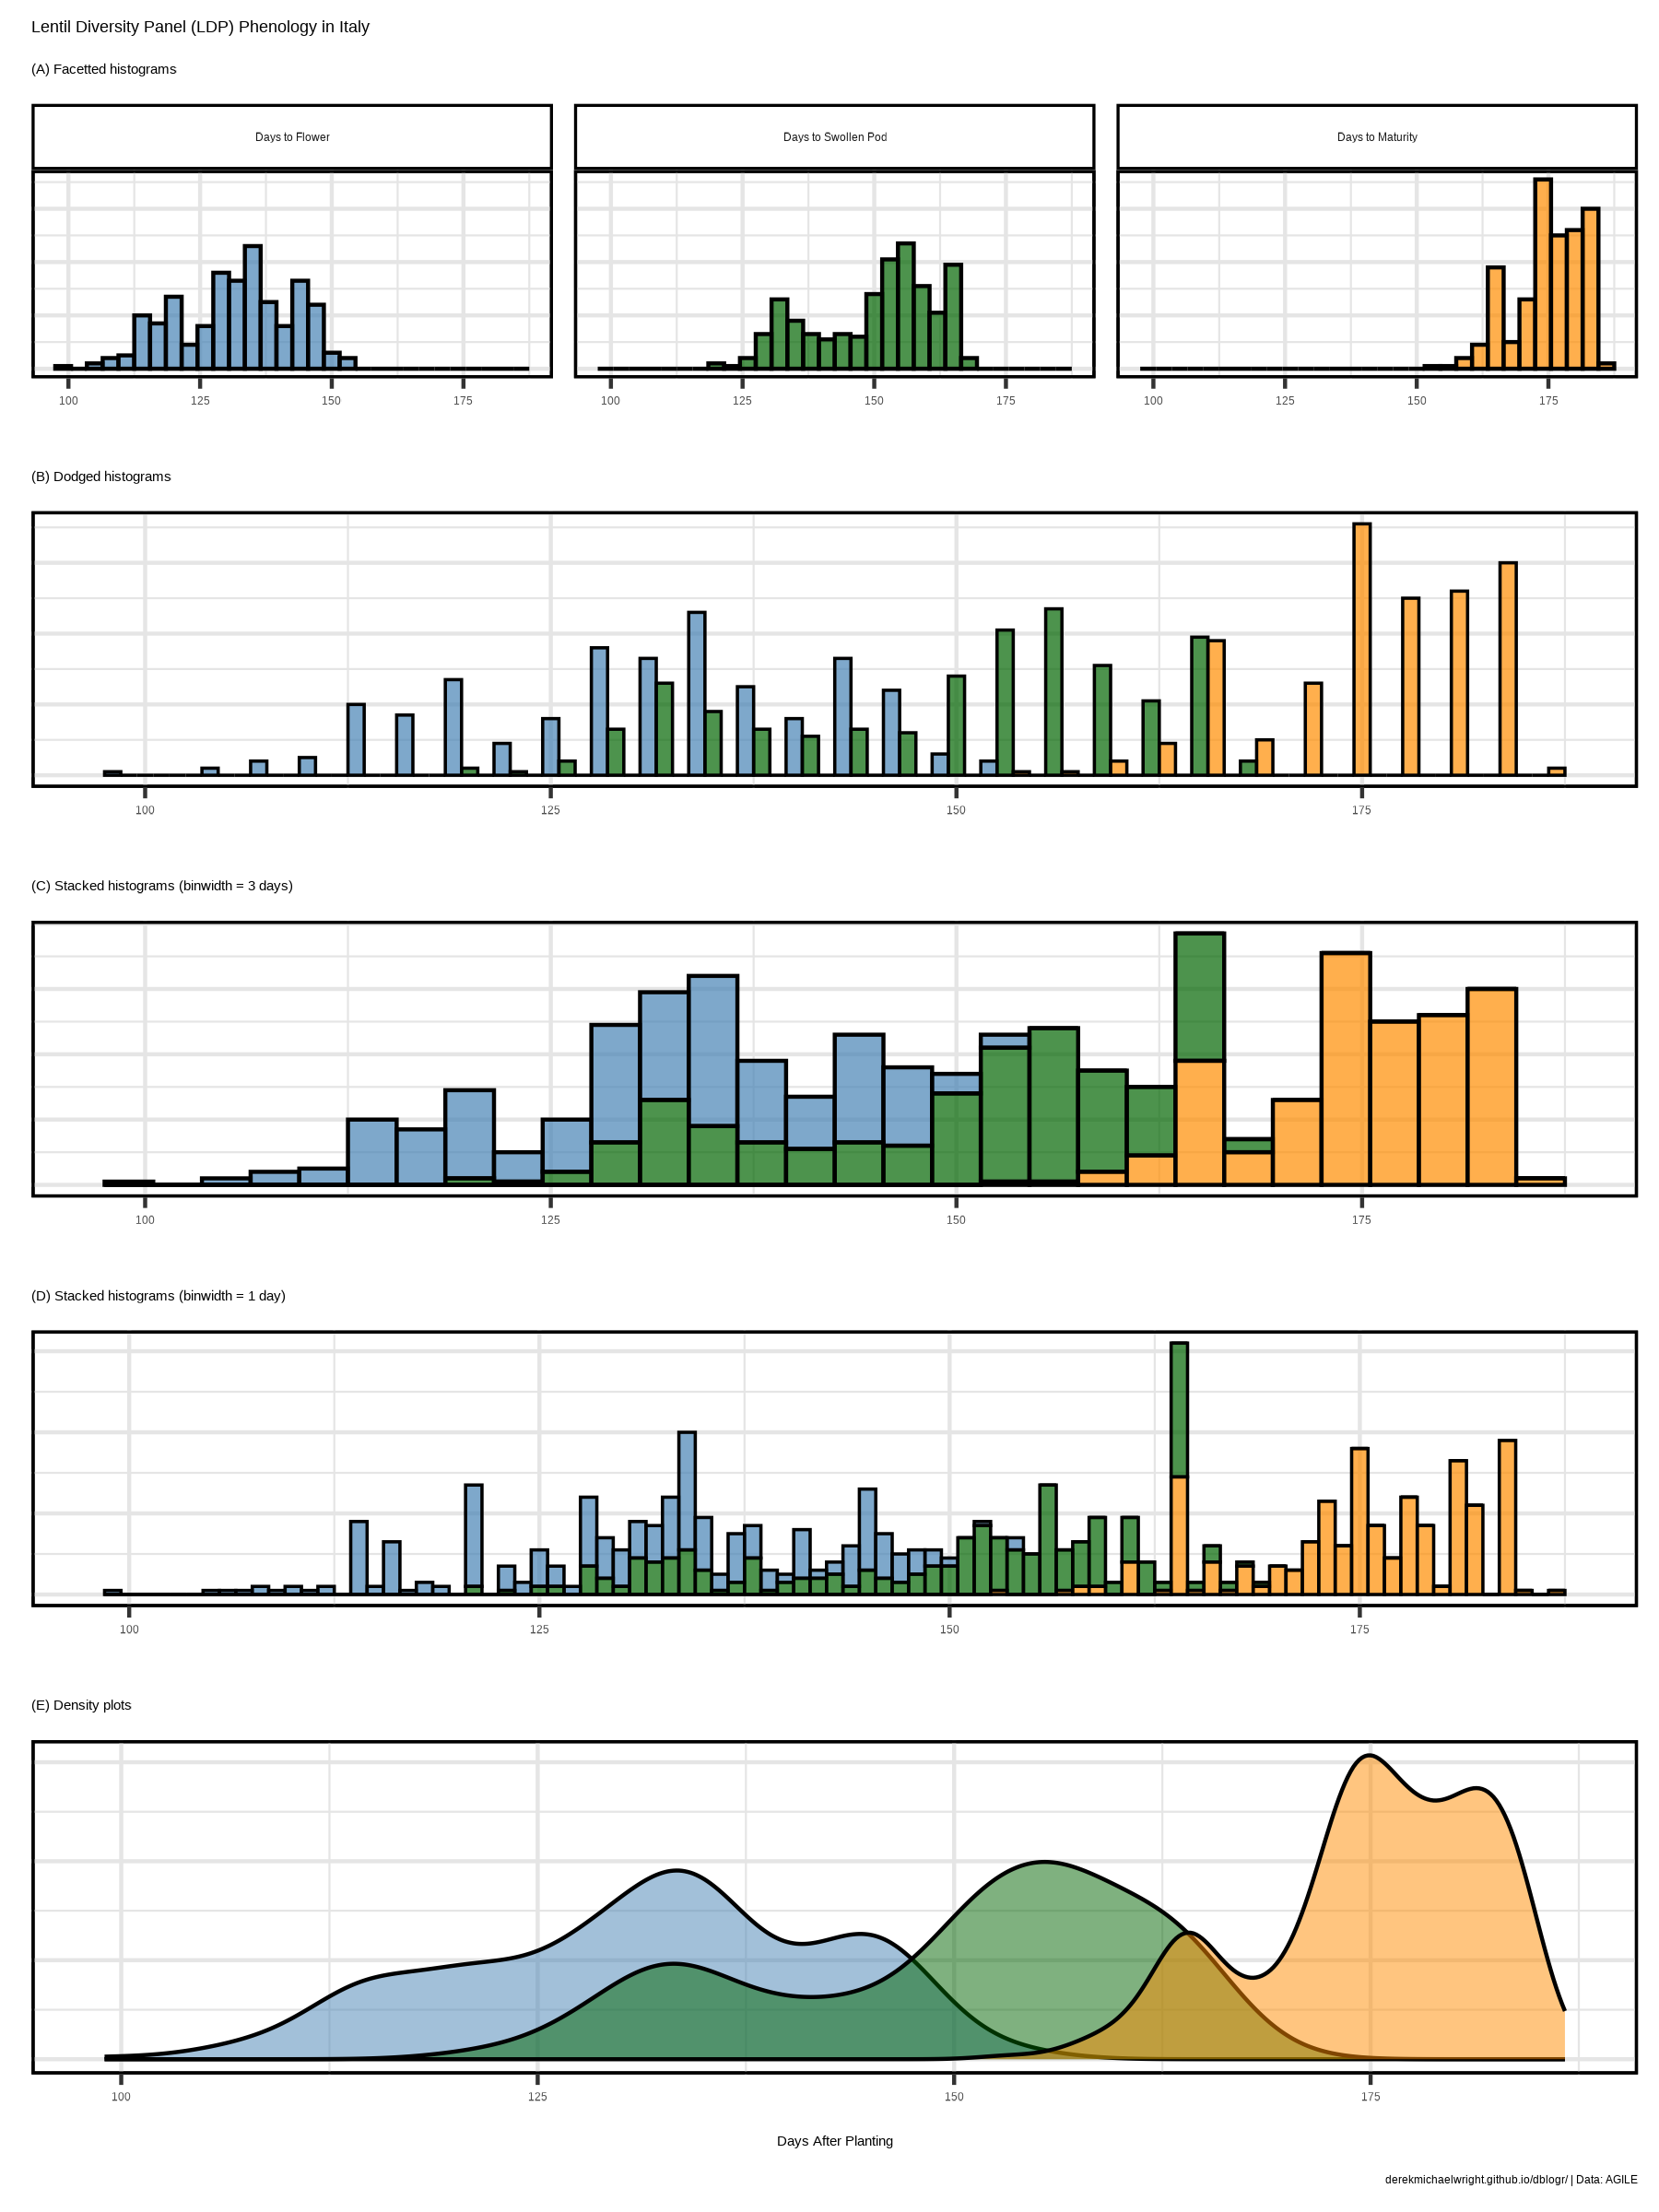 Lentil Diversity Panel (LDP) Phenology in Italy
(A) Facetted histograms
Days to Flower Days to Swollen Pod Days to Maturity
100 125 150 175 100 125 150 175 100 125 150 175
(B) Dodged histograms
100 125 150 175
(C) Stacked histograms (binwidth = 3 days)
100 125 150 175
(D) Stacked histograms (binwidth = 1 day)
100 125 150 175
(E) Density plots
100 125 150 175
Days After Planting
derekmichaelwright.github.io/dblogr/ | Data: AGILE